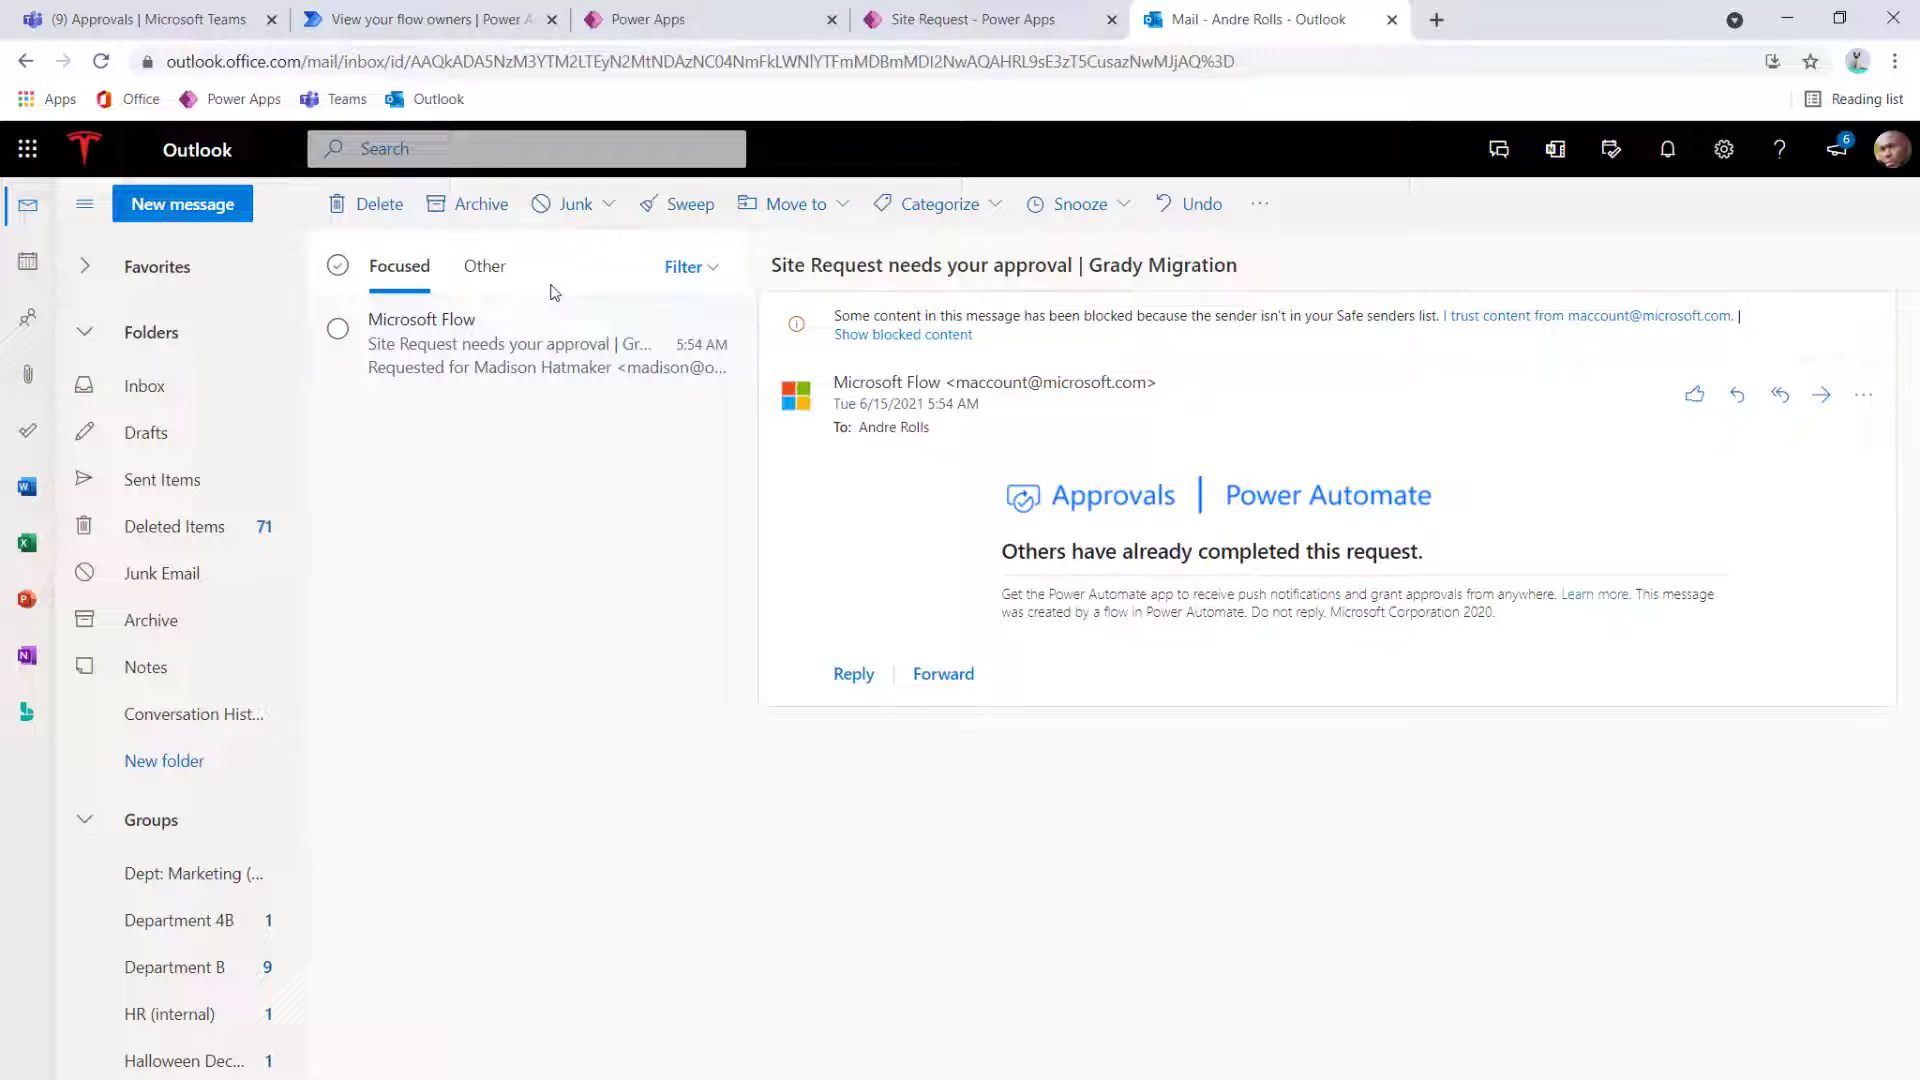 (9) Approvals | Microsoft Teams
View your flow owners | Power A
Power Apps
Site Request - Power Apps
Mail - Andre Rolls - Outlook
Apps
Office
Power Apps
Teams
Outlook
Reading list
Outlook
Search
6
New message
Delete
Archive
Junk
Sweep
Move to
Categorize
Snooze
Undo
Favorites
Folders
Inbox
Drafts
Sent Items
Deleted Items 71
Junk Email
Archive
Notes
Conversation Hist...
New folder
Groups
Dept: Marketing (...
Department 4B 1
Department B 9
HR (internal) 1
Halloween Dec... 1
Focused
Other
Filter
Microsoft Flow
Site Request needs your approval | Gr... 5:54 AM
Requested for Madison Hatmaker <madison@o...
Site Request needs your approval | Grady Migration
Some content in this message has been blocked because the sender isn't in your Safe senders list. I trust content from maccount@microsoft.com. |
Show blocked content
Microsoft Flow <maccount@microsoft.com>
Tue 6/15/2021 5:54 AM
To: Andre Rolls
Approvals | Power Automate
Others have already completed this request.
Get the Power Automate app to receive push notifications and grant approvals from anywhere. Learn more. This message
was created by a flow in Power Automate. Do not reply. Microsoft Corporation 2020.
Reply
Forward